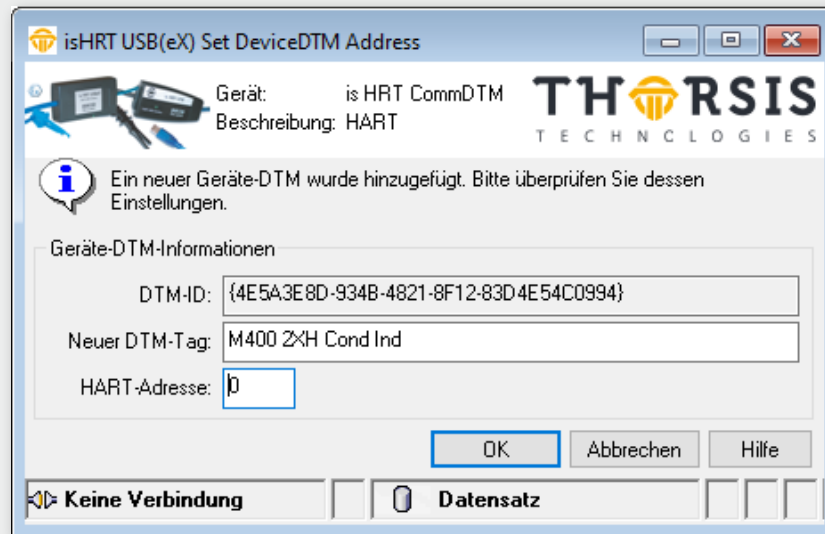 isHRT USB(eX) Set DeviceDTM Address
Gerät: is HRT CommDTM
Beschreibung: HART
THORSIS
TECHNCLOGIES
Ein neuer Geräte-DTM wurde hinzugefügt. Bitte überprüfen Sie dessen
Einstellungen.
Geräte-DTM-Informationen
DTM-ID: {4E5A3E8D-934B-4821-8F12-83D4E54C0994}
Neuer DTM-Tag: M400 2XH Cond Ind
HART-Adresse: 0
OK Abbrechen Hilfe
Keine Verbindung Datensatz